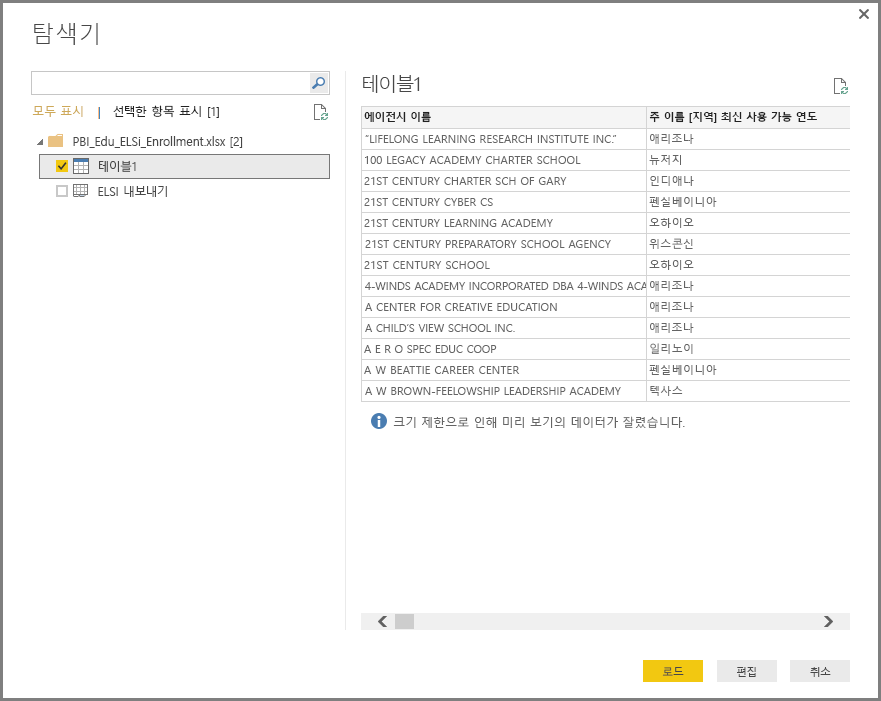 탐색기
모두 표시 | 선택한 항목 표시 [1]
PBI_Edu_ELSi_Enrollment.xlsx [2]
테이블1
ELSI 내보내기
테이블1
에이전시 이름 주 이름 [지역] 최신 사용 가능 연도
"LIFELONG LEARNING RESEARCH INSTITUTE INC." 애리조나
100 LEGACY ACADEMY CHARTER SCHOOL 뉴저지
21ST CENTURY CHARTER SCH OF GARY 인디애나
21ST CENTURY CYBER CS 펜실베이니아
21ST CENTURY LEARNING ACADEMY 오하이오
21ST CENTURY PREPARATORY SCHOOL AGENCY 위스콘신
21ST CENTURY SCHOOL 오하이오
4-WINDS ACADEMY INCORPORATED DBA 4-WINDS ACA 애리조나
A CENTER FOR CREATIVE EDUCATION 애리조나
A CHILD'S VIEW SCHOOL INC. 애리조나
A E R O SPEC EDUC COOP 일리노이
A W BEATTIE CAREER CENTER 펜실베이니아
A W BROWN-FEELOWSHIP LEADERSHIP ACADEMY 텍사스
크기 제한으로 인해 미리 보기의 데이터가 잘렸습니다.
로드 편집 취소